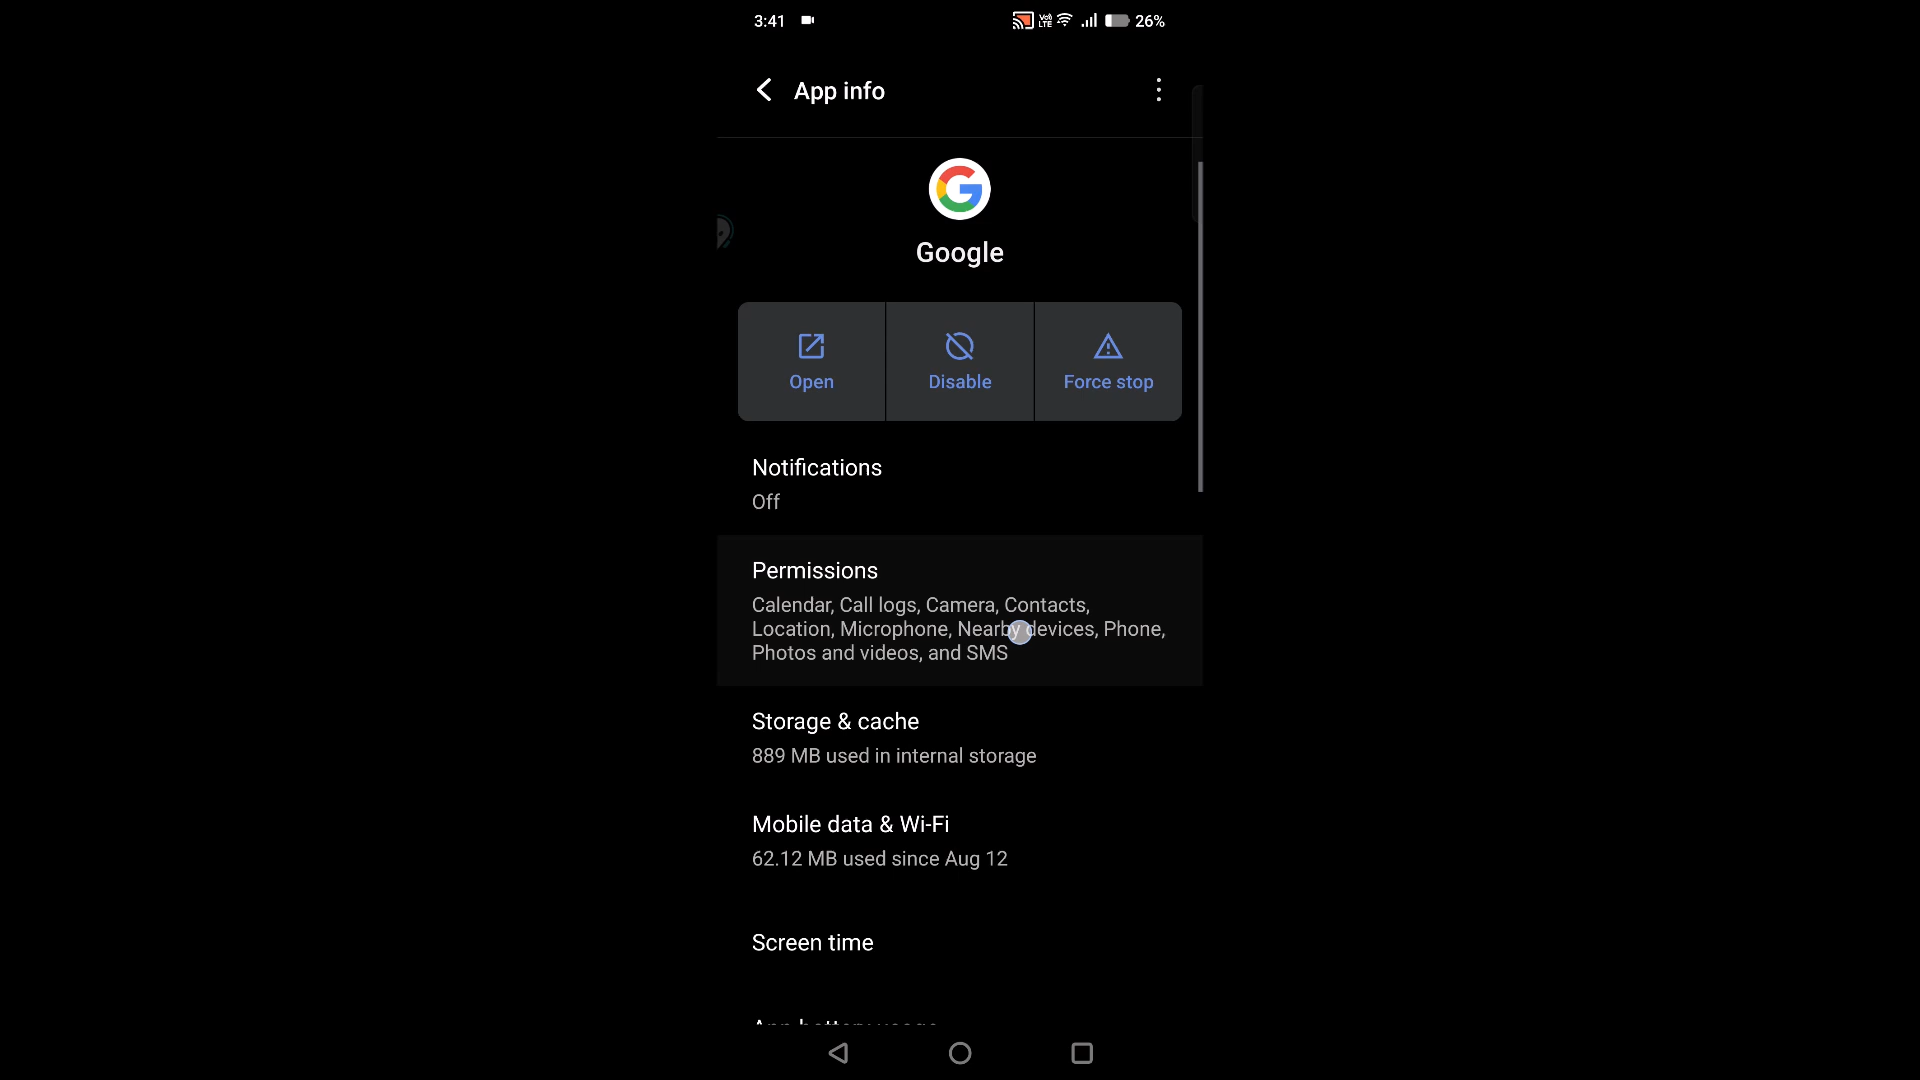 3:41
Vo) LTE 26%
App info
Google
Open Disable Force stop
Notifications
Off
Permissions
Calendar, Call logs, Camera, Contacts,
Location, Microphone, Nearby devices, Phone,
Photos and videos, and SMS
Storage & cache
889 MB used in internal storage
Mobile data & Wi-Fi
62.12 MB used since Aug 12
Screen time
App battery usage